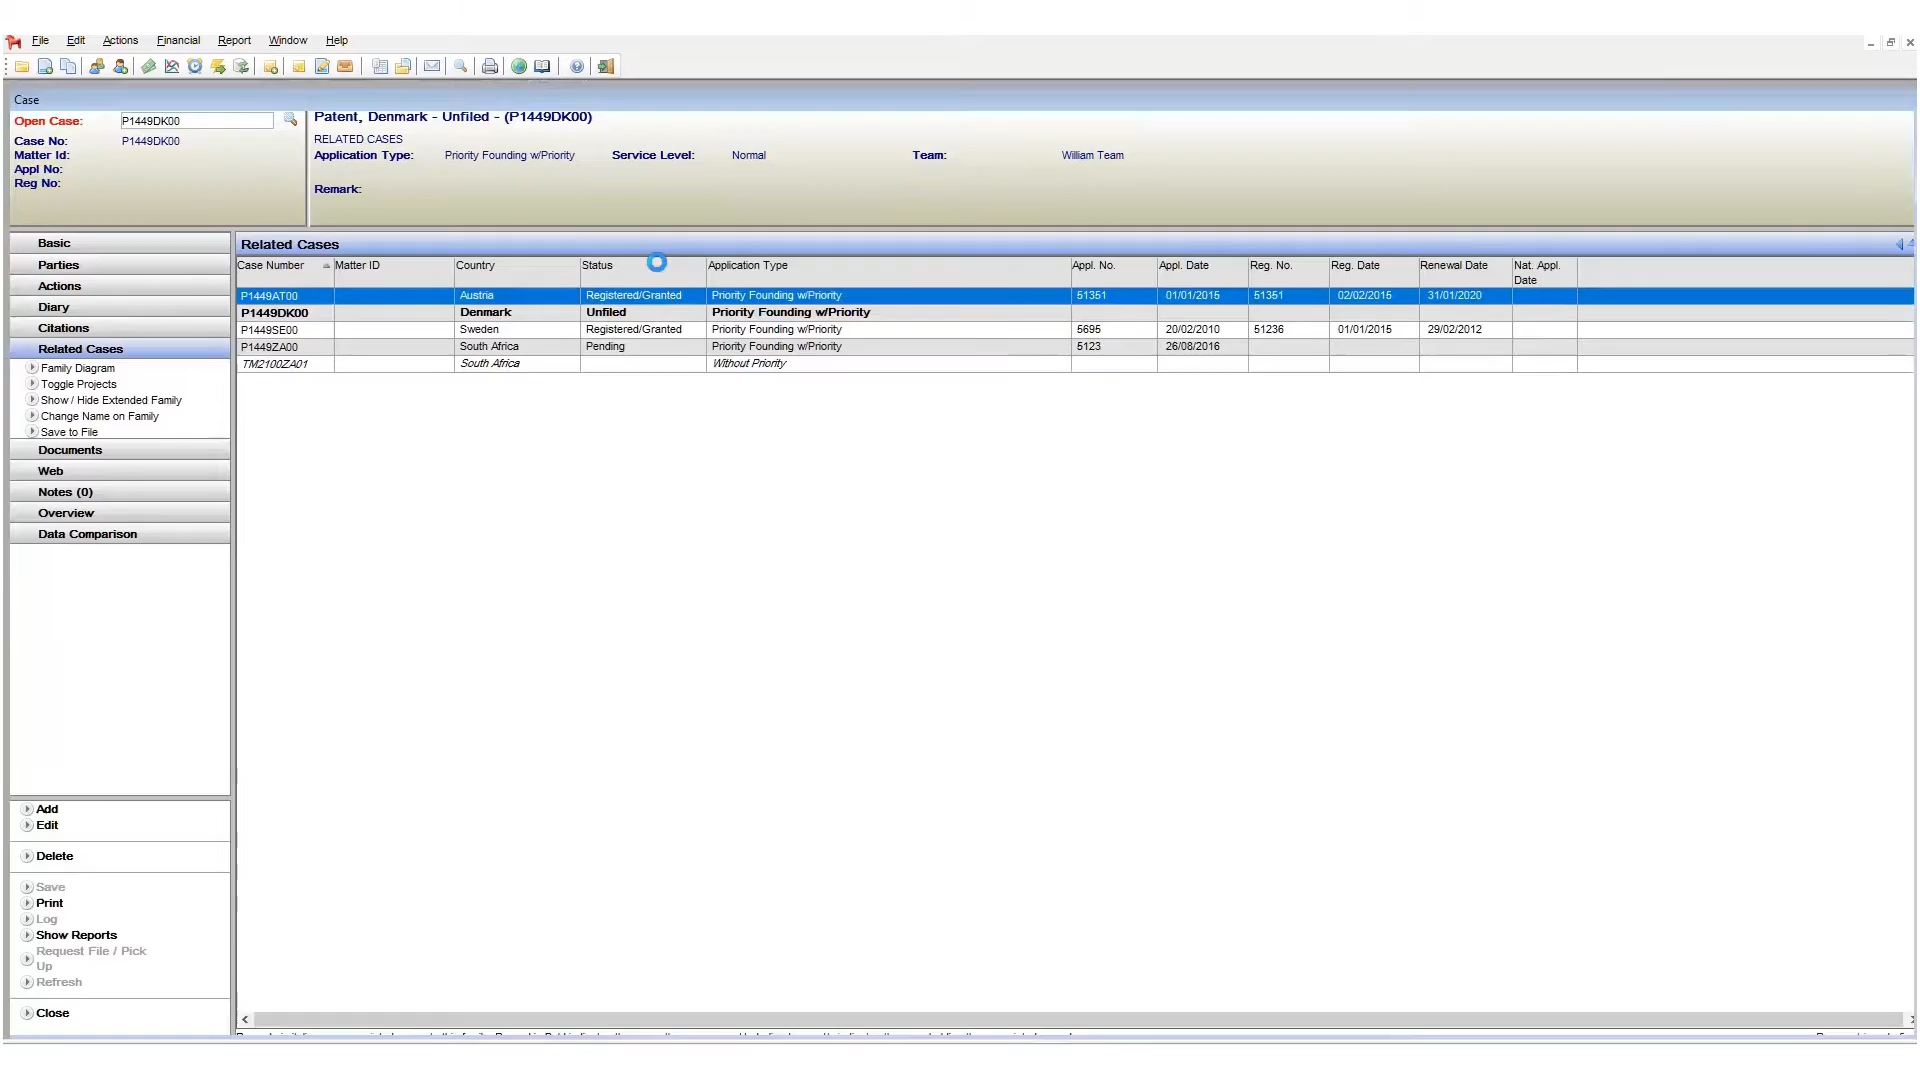 File Edit Actions Financial Report Window Help
Case
Open Case: P1449DK00
Case No: P1449DK00
Matter Id:
Appl No:
Reg No:
Patent, Denmark - Unfiled - (P1449DK00)
RELATED CASES
Application Type: Priority Founding w/Priority Service Level: Normal Team: William Team
Remark:
Basic
Parties
Actions
Diary
Citations
Related Cases
Family Diagram
Toggle Projects
Show / Hide Extended Family
Change Name on Family
Save to File
Documents
Web
Notes (0)
Overview
Data Comparison
Add
Edit
Delete
Save
Print
Log
Show Reports
Request File / Pick
Up
Refresh
Close
Related Cases
Case Number Matter ID Country Status Application Type Appl. No. Appl. Date Reg. No. Reg. Date Renewal Date Nat. Appl.
Date
P1449AT00 Austria Registered/Granted Priority Founding w/Priority 51351 01/01/2015 51351 02/02/2015 31/01/2020
P1449DK00 Denmark Unfiled Priority Founding w/Priority
P1449SE00 Sweden Registered/Granted Priority Founding w/Priority 5695 20/02/2010 51236 01/01/2015 29/02/2012
P1449ZA00 South Africa Pending Priority Founding w/Priority 5123 26/08/2016
TM2100ZA01 South Africa Without Priority